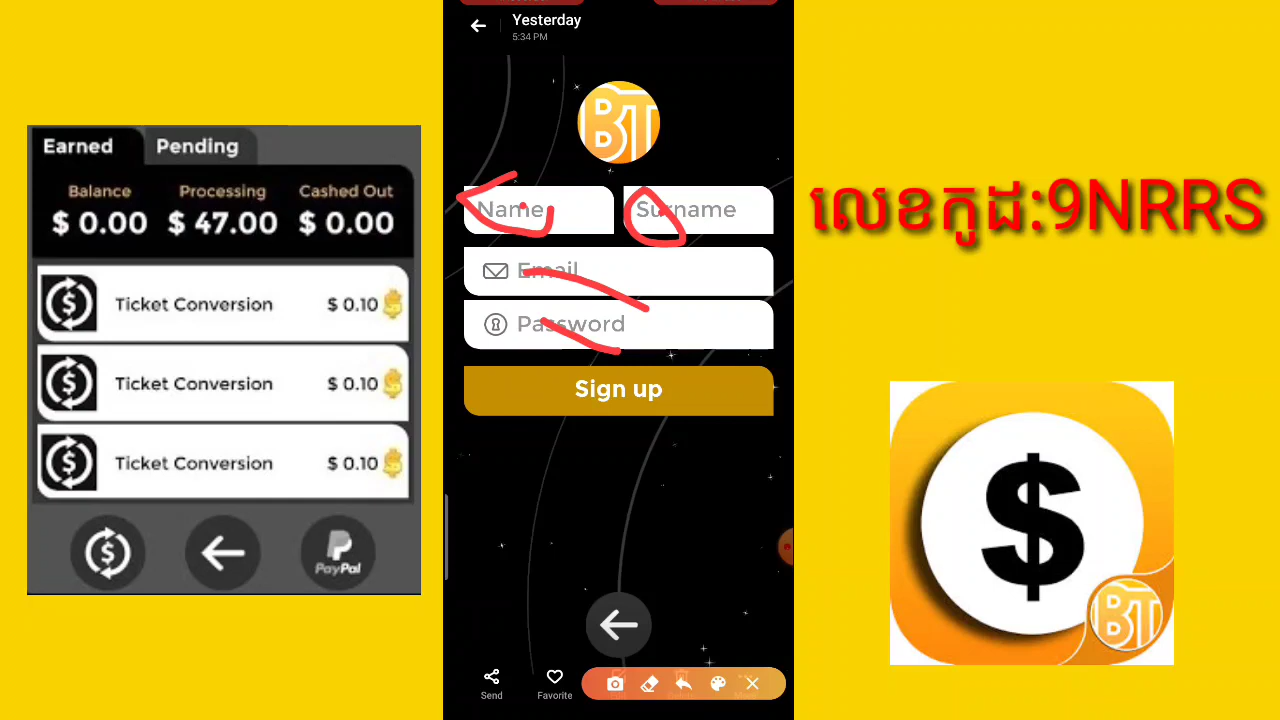 Earned
Pending
Balance
Processing
Cashed Out
$ 0.00
$ 47.00
$ 0.00
Ticket Conversion
$ 0.10
Ticket Conversion
$ 0.10
Ticket Conversion
$ 0.10
PayPal
Yesterday
5:34 PM
BT
Name
Surname
Email
Password
Sign up
Send
Favorite
លេខកូដ:9NRRS
$
BT